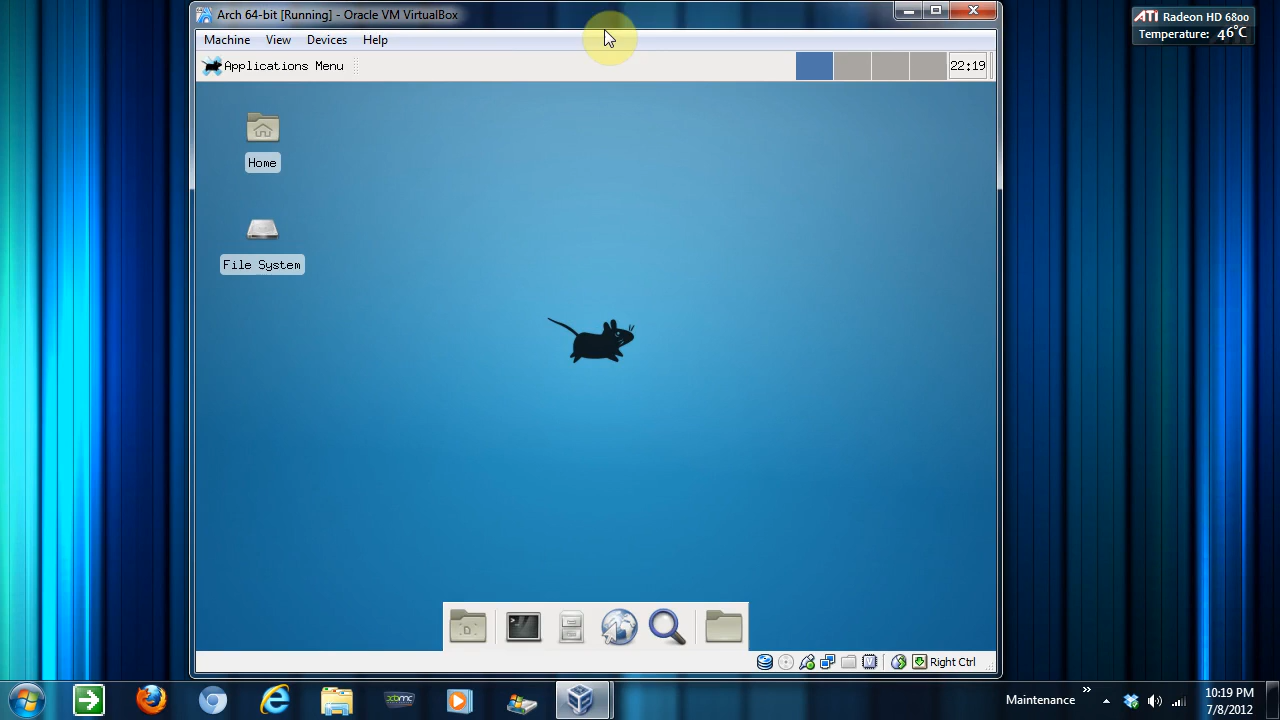 Arch 64-bit [Running] - Oracle VM VirtualBox
Machine View Devices Help
Applications Menu
22:19
Home
File System
Right Ctrl
ATI Radeon HD 6800
Temperature: 46°C
xbmc
Maintenance
10:19 PM
7/8/2012